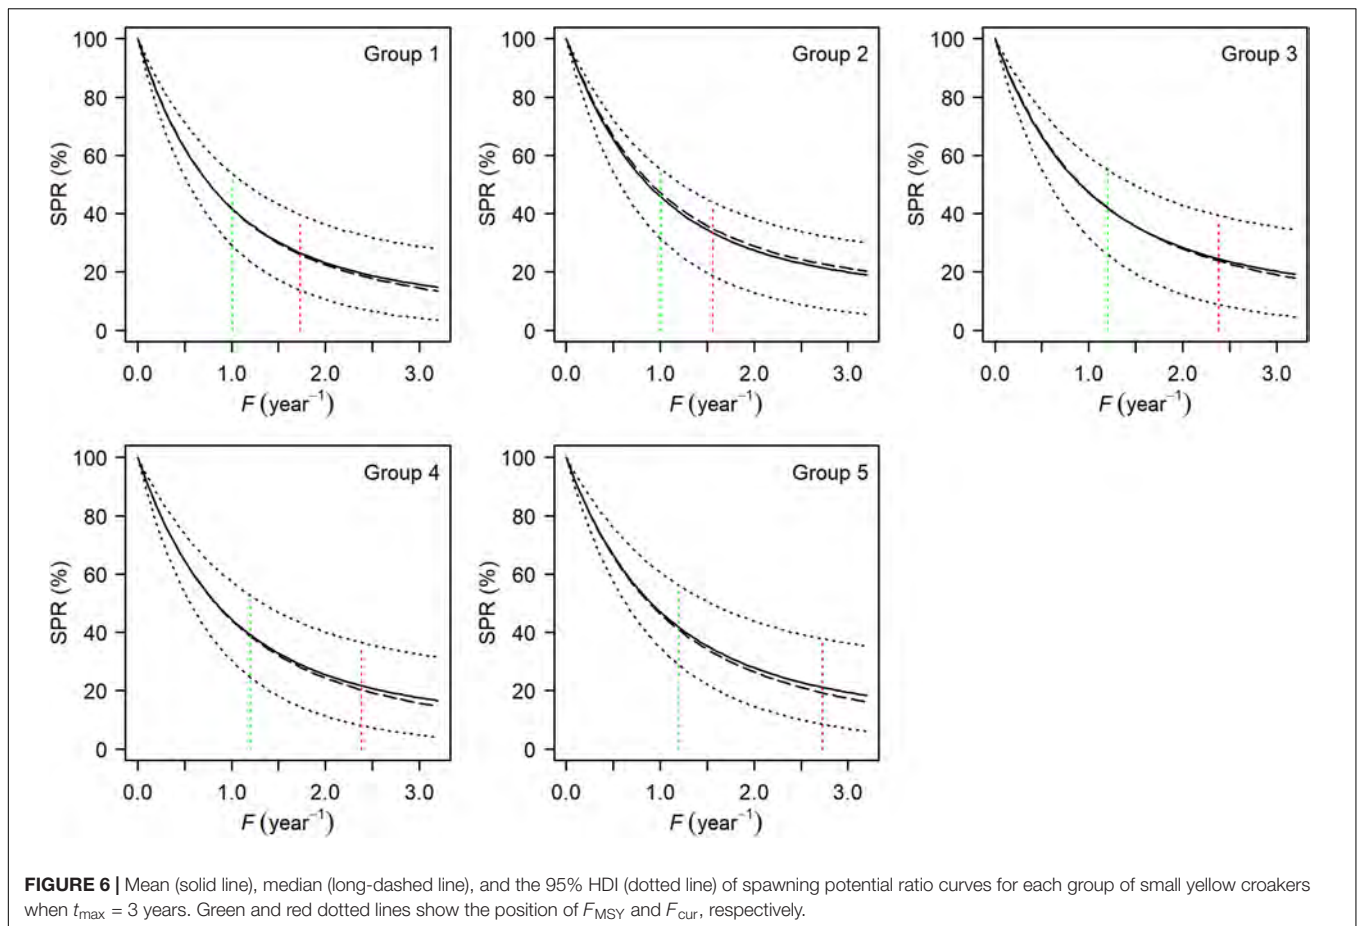 Group 1
100
80
60
40
20
0
SPR (%)
0.0 1.0 2.0 3.0
F (year⁻¹)
Group 2
100
80
60
40
20
0
SPR (%)
0.0 1.0 2.0 3.0
F (year⁻¹)
Group 3
100
80
60
40
20
0
SPR (%)
0.0 1.0 2.0 3.0
F (year⁻¹)
Group 4
100
80
60
40
20
0
SPR (%)
0.0 1.0 2.0 3.0
F (year⁻¹)
Group 5
100
80
60
40
20
0
SPR (%)
0.0 1.0 2.0 3.0
F (year⁻¹)
FIGURE 6 | Mean (solid line), median (long-dashed line), and the 95% HDI (dotted line) of spawning potential ratio curves for each group of small yellow croakers
when tmax = 3 years. Green and red dotted lines show the position of FMSY and Fcur, respectively.